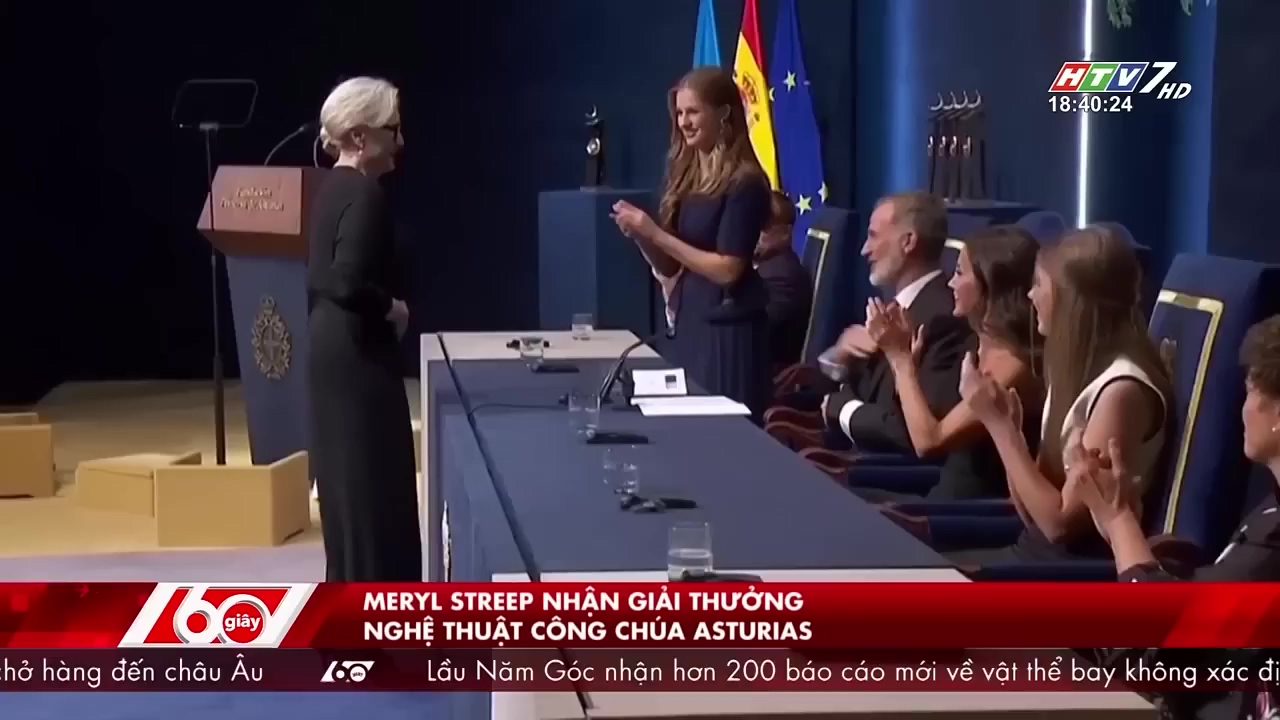 HTV7 HD
18:40:24
60 giây
MERYL STREEP NHẬN GIẢI THƯỞNG
NGHỆ THUẬT CÔNG CHÚA ASTURIAS
chở hàng đến châu Âu 60 giây Lầu Năm Góc nhận hơn 200 báo cáo mới về vật thể bay không xác đị